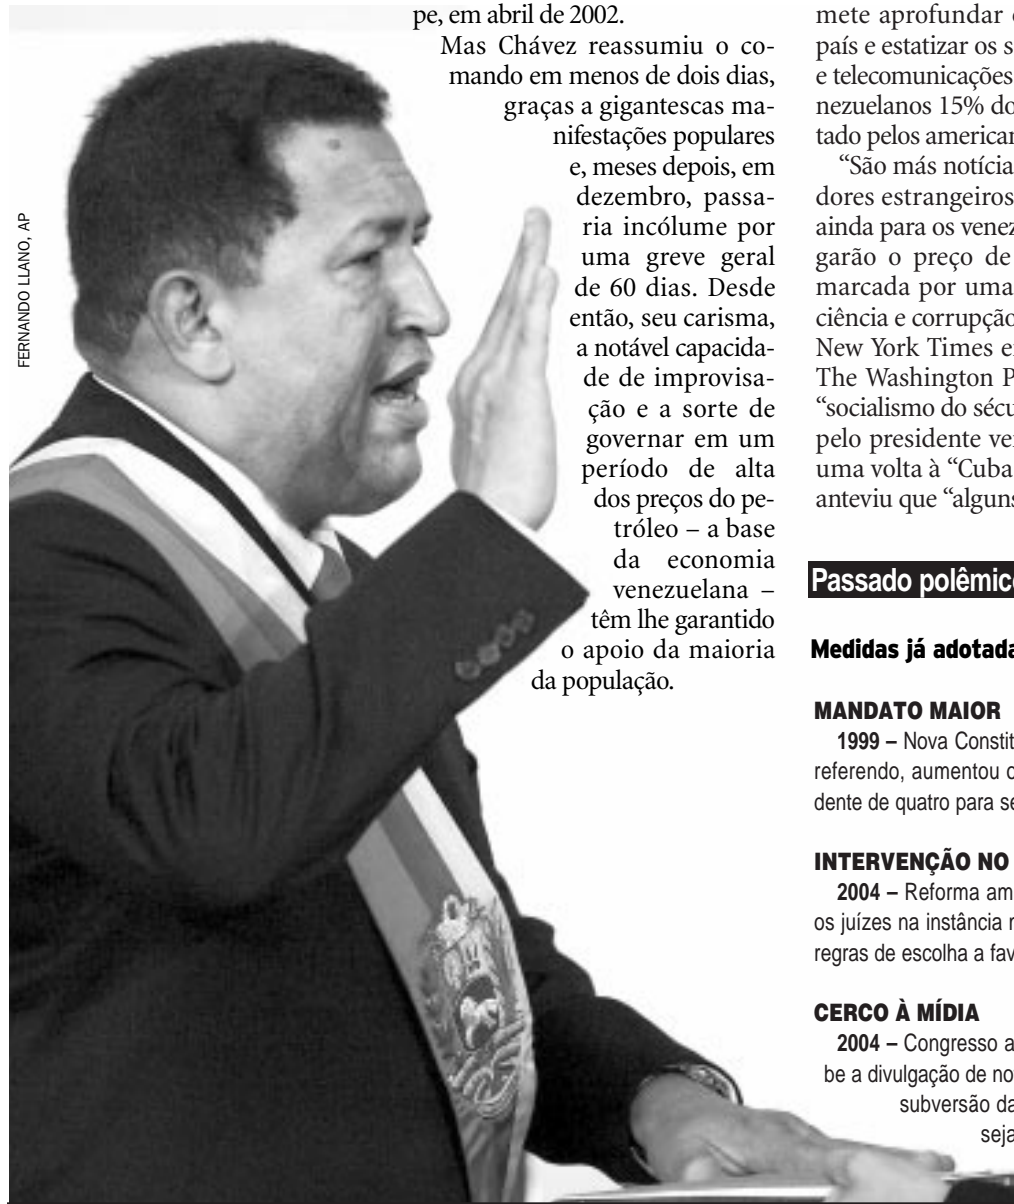 FERNANDO LLANO, AP
pe, em abril de 2002.
Mas Chávez reassumiu o co-
mando em menos de dois dias,
graças a gigantescas ma-
nifestações populares
e, meses depois, em
dezembro, passa-
ria incólume por
uma greve geral
de 60 dias. Desde
então, seu carisma,
a notável capacida-
de de improvisa-
ção e a sorte de
governar em um
período de alta
dos preços do pe-
tróleo – a base
da economia
venezuelana –
têm lhe garantido
o apoio da maioria
da população.
mete aprofundar
país e estatizar os
e telecomunicações
nezuelanos 15% do
tado pelos american
“São más notícia
dores estrangeiros
ainda para os venez
garão o preço de
marcada por uma
ciência e corrupção
New York Times e
The Washington P
“socialismo do sécu
pelo presidente ve
uma volta à “Cuba
anteviu que “alguns
Passado polêmico
Medidas já adotada
MANDATO MAIOR
1999 – Nova Constit
referendo, aumentou o
dente de quatro para se
INTERVENÇÃO NO
2004 – Reforma am
os juízes na instância
regras de escolha a fav
CERCO À MÍDIA
2004 – Congresso a
be a divulgação de no
subversão da
seja